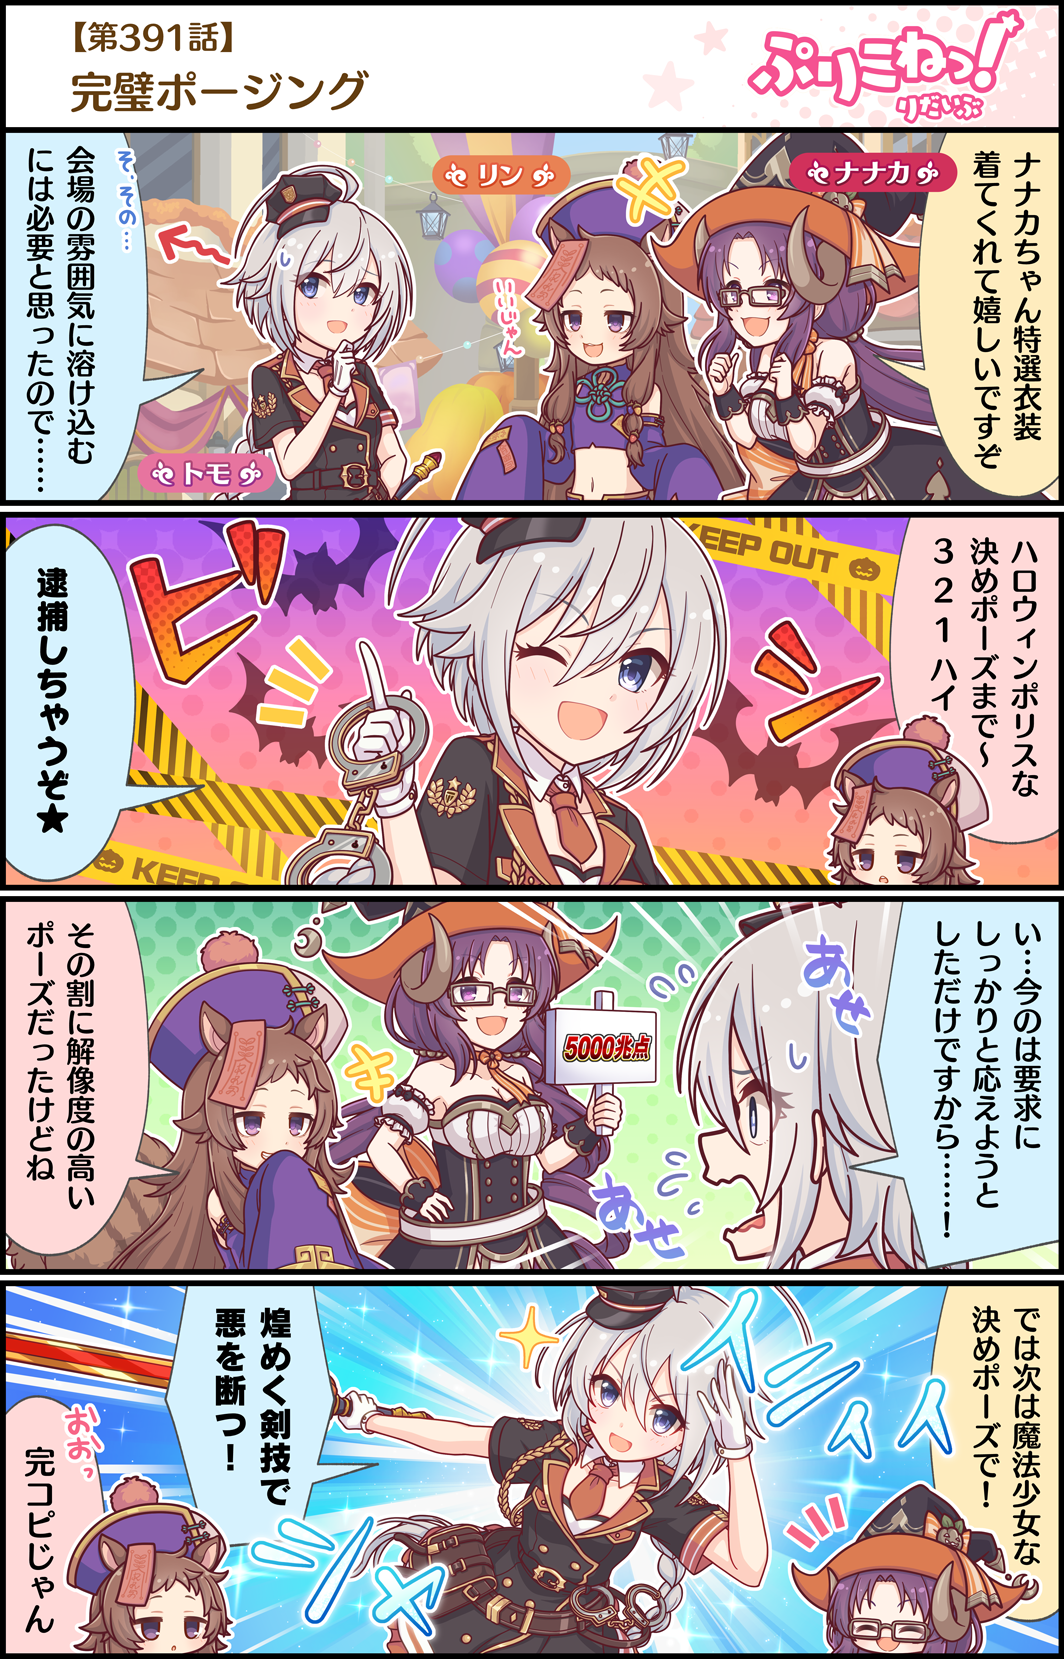 【第391話】
完璧ポージング
ぷりこねっ!
りだいぶ
ナナカ
リン
トモ
ナナカちゃん特選衣装
着てくれて嬉しいですぞ
いいじゃん
そ、その…
会場の雰囲気に溶け込む
には必要と思ったので……
ハロウィンポリスな
決めポーズまで〜
321ハイ
KEEP OUT
ビシ
逮捕しちゃうぞ★
KEEP
い…今のは要求に
しっかりと応えようと
しただけですから………!
あせ
あせ
5000兆点
その割に解像度の高い
ポーズだったけどね
では次は魔法少女な
決めポーズで!
イィィン
煌めく剣技で
悪を断つ!
シャ
おおっ
完コピじゃん